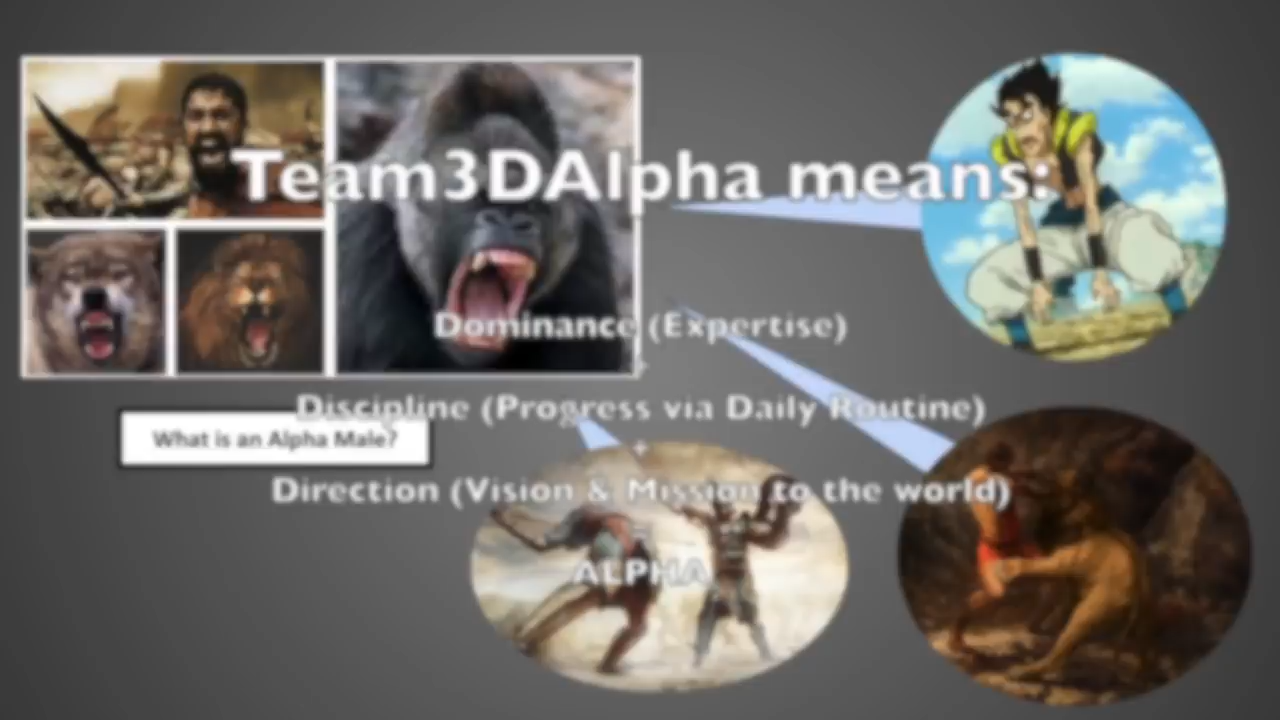 Team3DAlpha means:
Dominance (Expertise)
+
Discipline (Progress via Daily Routine)
What is an Alpha Male?
+
Direction (Vision & Mission to the world)
ALPHA